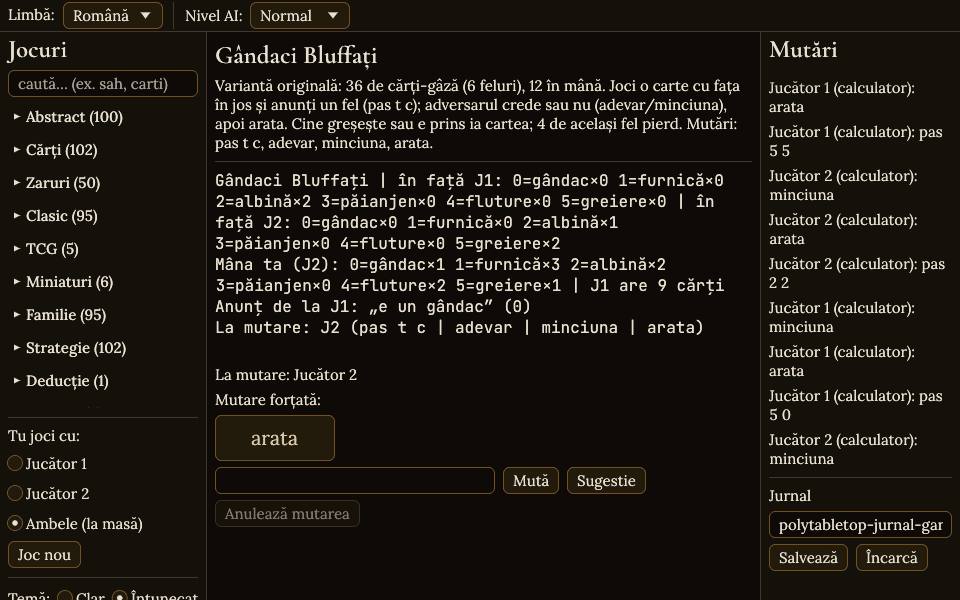 Limbă: Română ▼ Nivel AI: Normal ▼
Jocuri
caută... (ex. sah, carti)
▸ Abstract (100)
▸ Cărți (102)
▸ Zaruri (50)
▸ Clasic (95)
▸ TCG (5)
▸ Miniaturi (6)
▸ Familie (95)
▸ Strategie (102)
▸ Deducție (1)
Tu joci cu:
Jucător 1
Jucător 2
Ambele (la masă)
Joc nou
Temă: Clar Întunecat
Gândaci Bluffați
Variantă originală: 36 de cărți-gâză (6 feluri), 12 în mână. Joci o carte cu fața
în jos și anunți un fel (pas t c); adversarul crede sau nu (adevar/minciuna),
apoi arata. Cine greșește sau e prins ia cartea; 4 de același fel pierd. Mutări:
pas t c, adevar, minciuna, arata.
Gândaci Bluffați | în față J1: 0=gândac×0 1=furnică×0
2=albină×2 3=păianjen×0 4=fluture×0 5=greiere×0 | în
față J2: 0=gândac×0 1=furnică×0 2=albină×1
3=păianjen×0 4=fluture×0 5=greiere×2
Mâna ta (J2): 0=gândac×1 1=furnică×3 2=albină×2
3=păianjen×0 4=fluture×2 5=greiere×1 | J1 are 9 cărți
Anunț de la J1: „e un gândac” (0)
La mutare: J2 (pas t c | adevar | minciuna | arata)
La mutare: Jucător 2
Mutare forțată:
arata
Mută Sugestie
Anulează mutarea
Mutări
Jucător 1 (calculator):
arata
Jucător 1 (calculator): pas
5 5
Jucător 2 (calculator):
minciuna
Jucător 2 (calculator):
arata
Jucător 2 (calculator): pas
2 2
Jucător 1 (calculator):
minciuna
Jucător 1 (calculator):
arata
Jucător 1 (calculator): pas
5 0
Jucător 2 (calculator):
minciuna
Jurnal
polytabletop-jurnal-gar
Salvează Încarcă